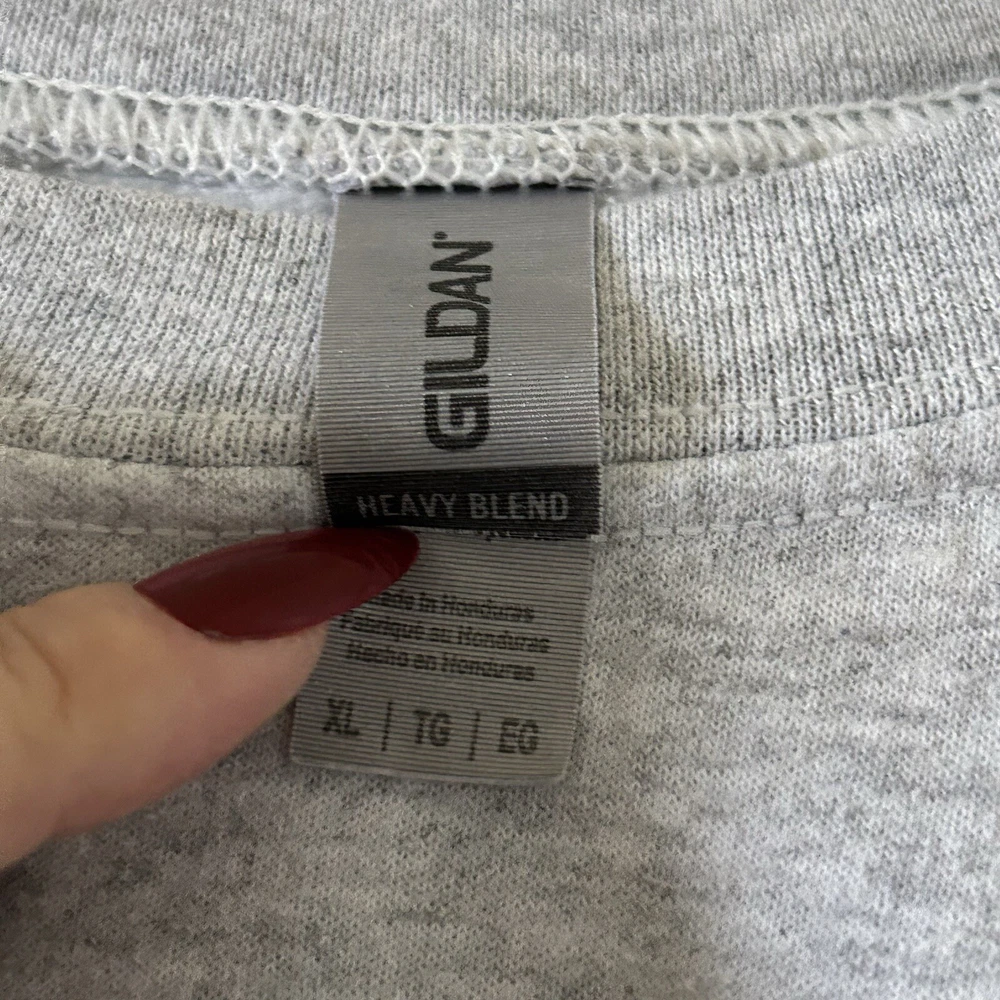 GILDAN
HEAVY BLEND
Made in Honduras
Fabriqué au Honduras
Hecho en Honduras
XL | TG | EG